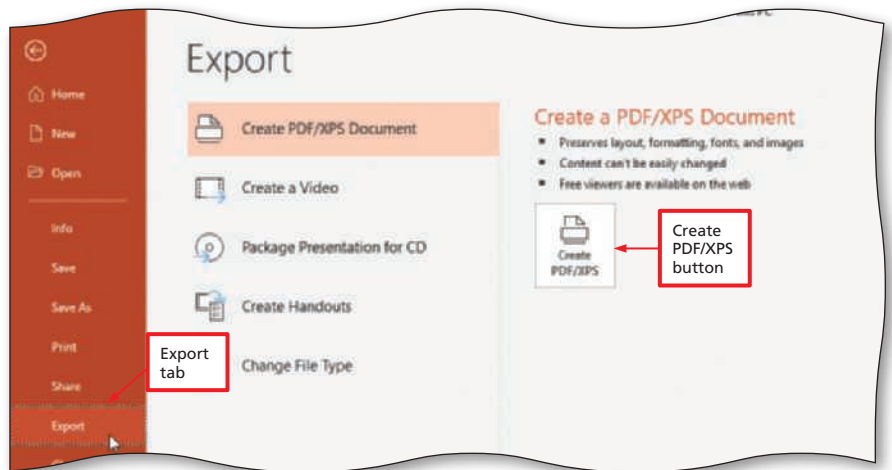 Export
Home
New
Open
Info
Save
Save As
Print
Share
Export
Create PDF/XPS Document
Create a Video
Package Presentation for CD
Create Handouts
Change File Type
Create a PDF/XPS Document
Preserves layout, formatting, fonts, and images
Content can't be easily changed
Free viewers are available on the web
Create
PDF/XPS
Create
PDF/XPS
button
Export
tab